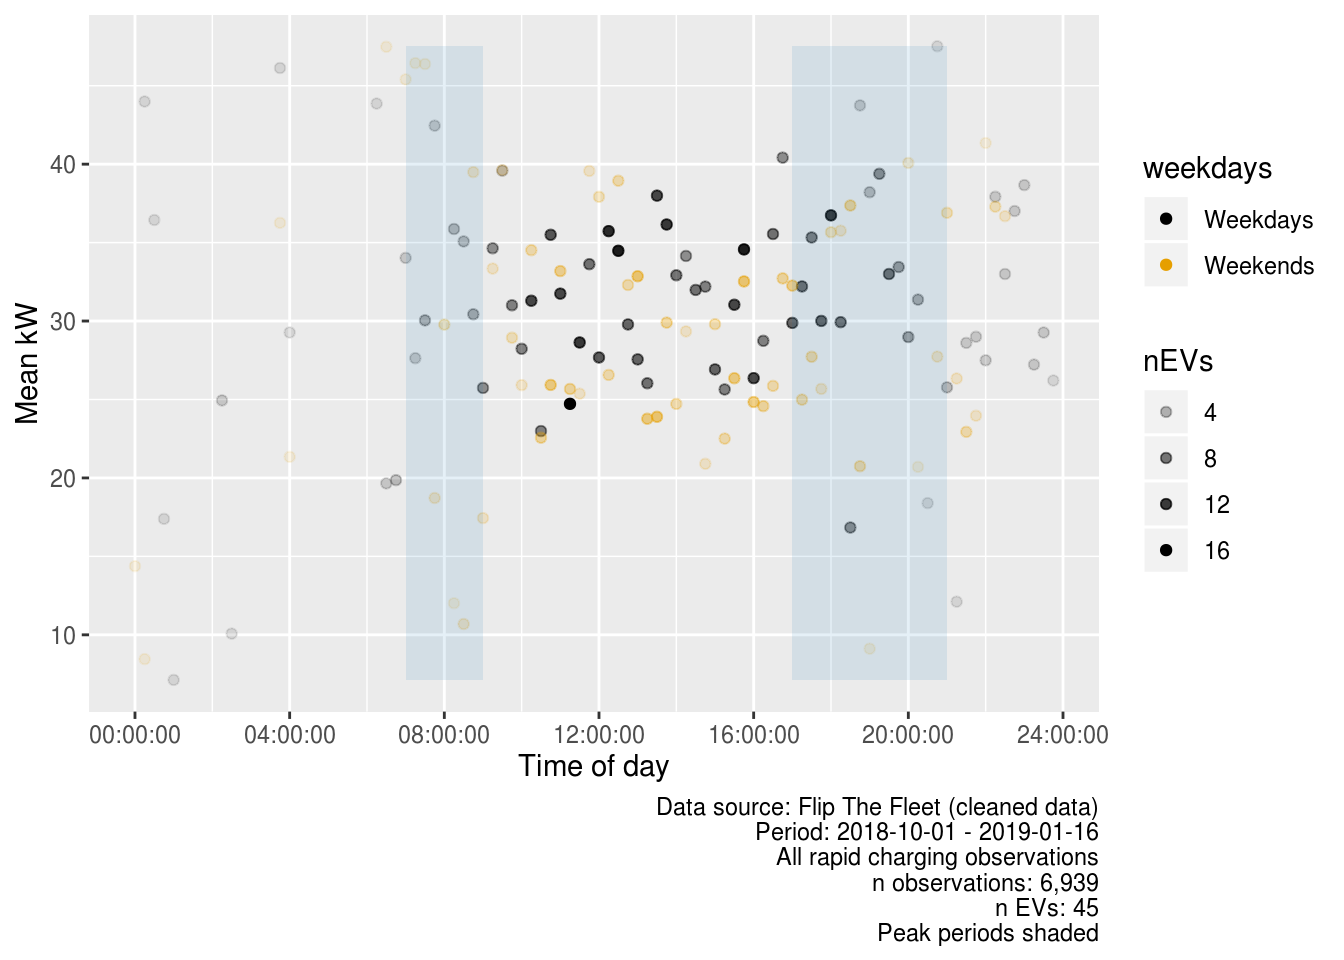 Mean kW
40
30
20
10
00:00:00
04:00:00
08:00:00
12:00:00
16:00:00
20:00:00
24:00:00
Time of day
weekdays
Weekdays
Weekends
nEVs
4
8
12
16
Data source: Flip The Fleet (cleaned data)
Period: 2018-10-01 - 2019-01-16
All rapid charging observations
n observations: 6,939
n EVs: 45
Peak periods shaded